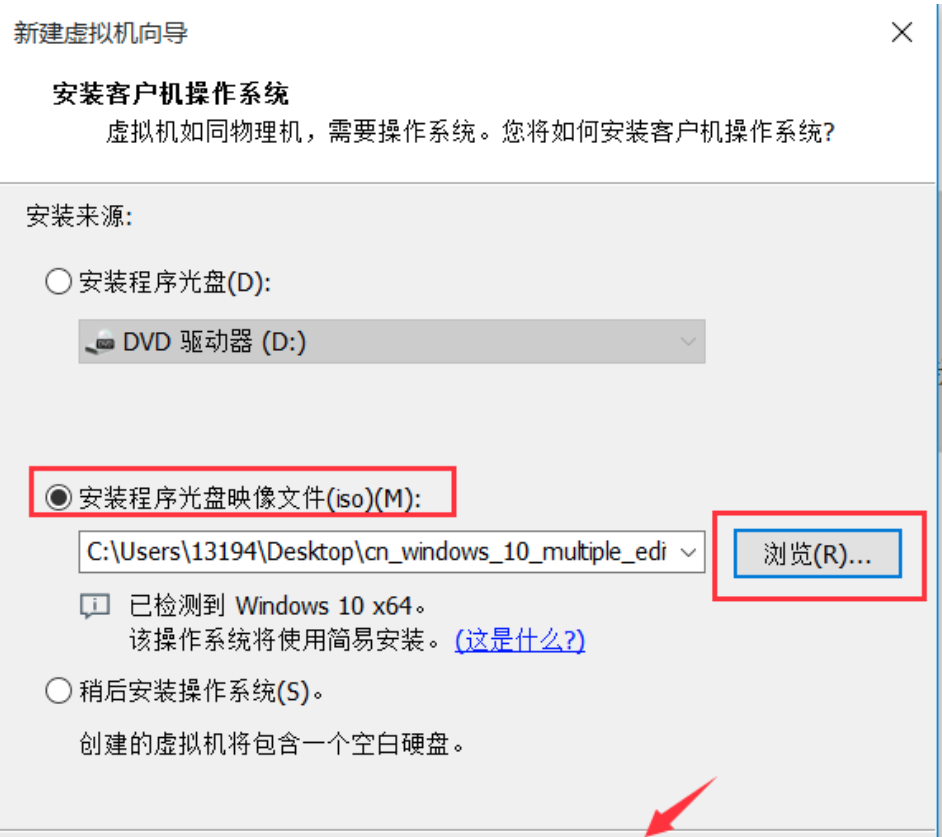 新建虚拟机向导
安装客户机操作系统
虚拟机如同物理机，需要操作系统。您将如何安装客户机操作系统?
安装来源:
安装程序光盘(D):
DVD 驱动器 (D:)
安装程序光盘映像文件(iso)(M):
C:\Users\13194\Desktop\cn_windows_10_multiple_edi
浏览(R)...
已检测到 Windows 10 x64。
该操作系统将使用简易安装。(这是什么?)
稍后安装操作系统(S)。
创建的虚拟机将包含一个空白硬盘。